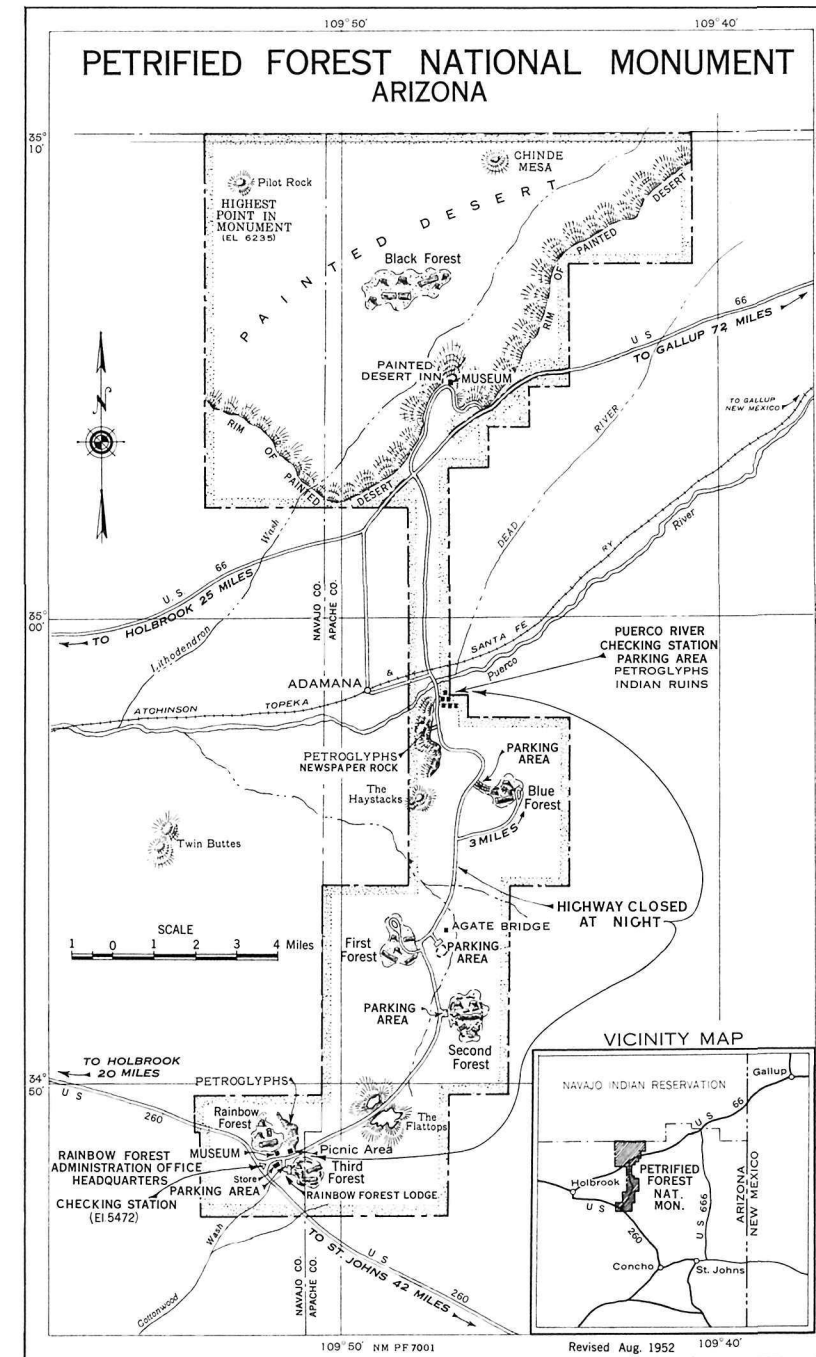 109°50'
109°40'
PETRIFIED FOREST NATIONAL MONUMENT
ARIZONA
35°
10'
CHINDE
MESA
Pilot Rock
HIGHEST
POINT IN
MONUMENT
(EL 6235)
PAINTED DESERT
RIM OF PAINTED DESERT
Black Forest
US 66
TO GALLUP 72 MILES
PAINTED
DESERT INN
MUSEUM
TO GALLUP
NEW MEXICO
N
RIM OF PAINTED DESERT
DEAD RIVER
Lithodendron Wash
U.S 66
TO HOLBROOK 25 MILES
NAVAJO CO.
APACHE CO.
35°
00'
ATCHINSON TOPEKA & SANTA FE RY
Puerco River
PUERCO RIVER
CHECKING STATION
PARKING AREA
PETROGLYPHS
INDIAN RUINS
ADAMANA
PETROGLYPHS
NEWSPAPER ROCK
PARKING
AREA
The
Haystacks
Blue
Forest
3 MILES
Twin Buttes
HIGHWAY CLOSED
AT NIGHT
SCALE
1 0 1 2 3 4 Miles
First
Forest
AGATE BRIDGE
PARKING
AREA
PARKING
AREA
Second
Forest
TO HOLBROOK
20 MILES
34°
50'
US 260
PETROGLYPHS
Rainbow
Forest
The
Flattops
MUSEUM
Picnic Area
RAINBOW FOREST
ADMINISTRATION OFFICE
HEADQUARTERS
Third
Forest
Store
PARKING AREA
RAINBOW FOREST LODGE
CHECKING STATION
(El 5472)
Cottonwood Wash
NAVAJO CO.
APACHE CO.
TO ST. JOHNS 42 MILES
US 260
VICINITY MAP
NAVAJO INDIAN RESERVATION
Gallup
US 66
Holbrook
PETRIFIED
FOREST
NAT.
MON.
ARIZONA
NEW MEXICO
US 260
US 666
Concho
St. Johns
109°50'
NM PF 7001
Revised Aug. 1952
109°40'